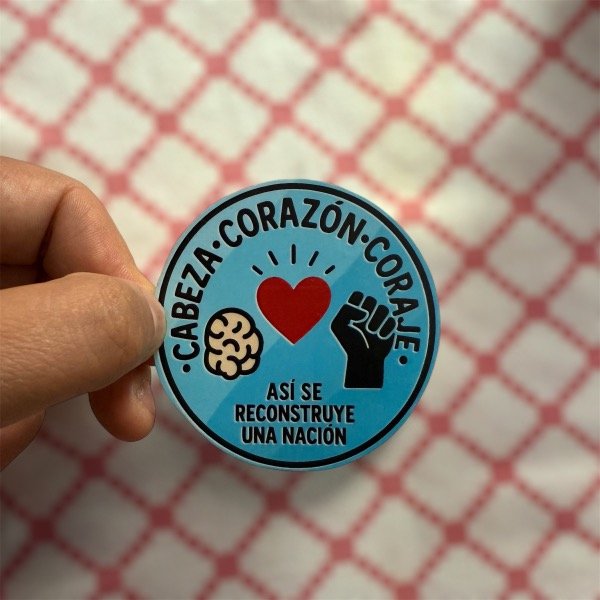 ·CABEZA·CORAZÓN·CORAJE·
ASÍ SE
RECONSTRUYE
UNA NACIÓN